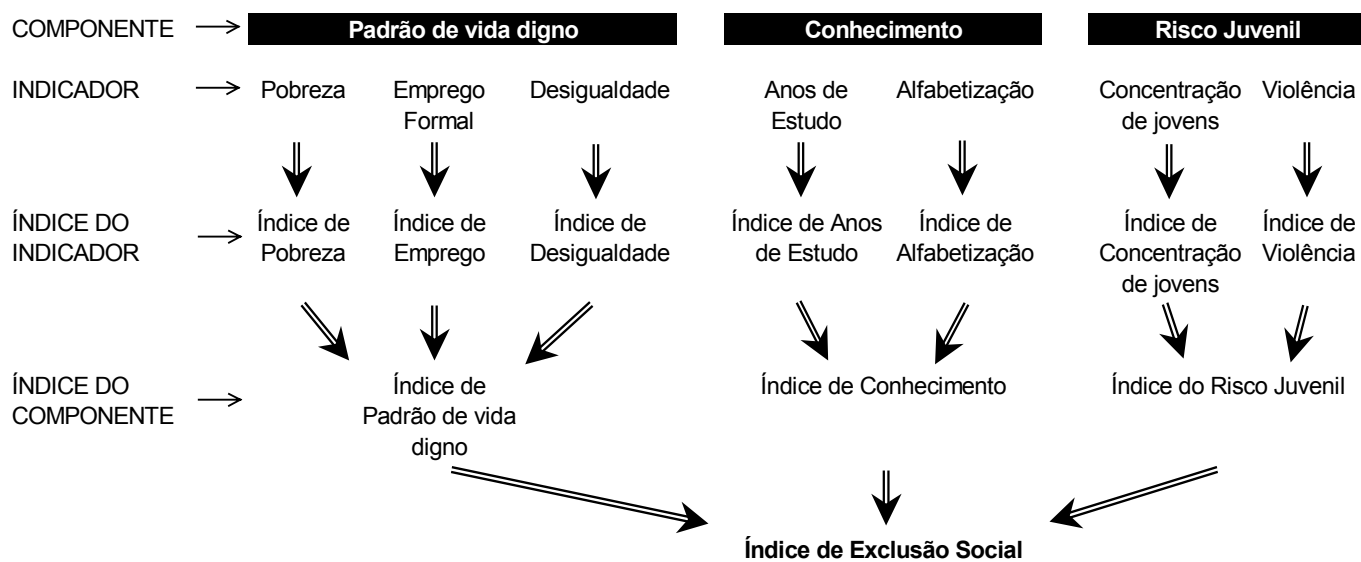 COMPONENTE Padrão de vida digno Conhecimento Risco Juvenil
INDICADOR Pobreza Emprego Desigualdade Anos de Alfabetização Concentração Violência
Formal Estudo de jovens
ÍNDICE DO Índice de Índice de Índice de Índice de Anos Índice de Índice de Índice de
INDICADOR Pobreza Emprego Desigualdade de Estudo Alfabetização Concentração Violência
de jovens
ÍNDICE DO Índice de Índice de Conhecimento Índice do Risco Juvenil
COMPONENTE Padrão de vida
digno
Índice de Exclusão Social